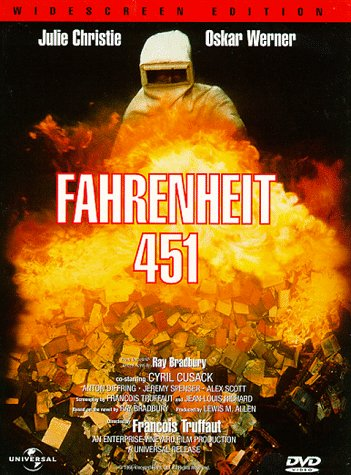 WIDESCREEN EDITION
Julie Christie Oskar Werner
FAHRENHEIT
451
Ray Bradbury
co-starring CYRIL CUSACK
ANTON DIFFRING · JEREMY SPENSER · ALEX SCOTT
Screenplay by FRANCOIS TRUFFAUT and JEAN-LOUIS RICHARD
Based on the novel by RAY BRADBURY Produced by LEWIS M. ALLEN
Directed by François Truffaut
AN ENTERPRISE-VINEYARD FILM PRODUCTION
A UNIVERSAL RELEASE
UNIVERSAL
DVD
VIDEO